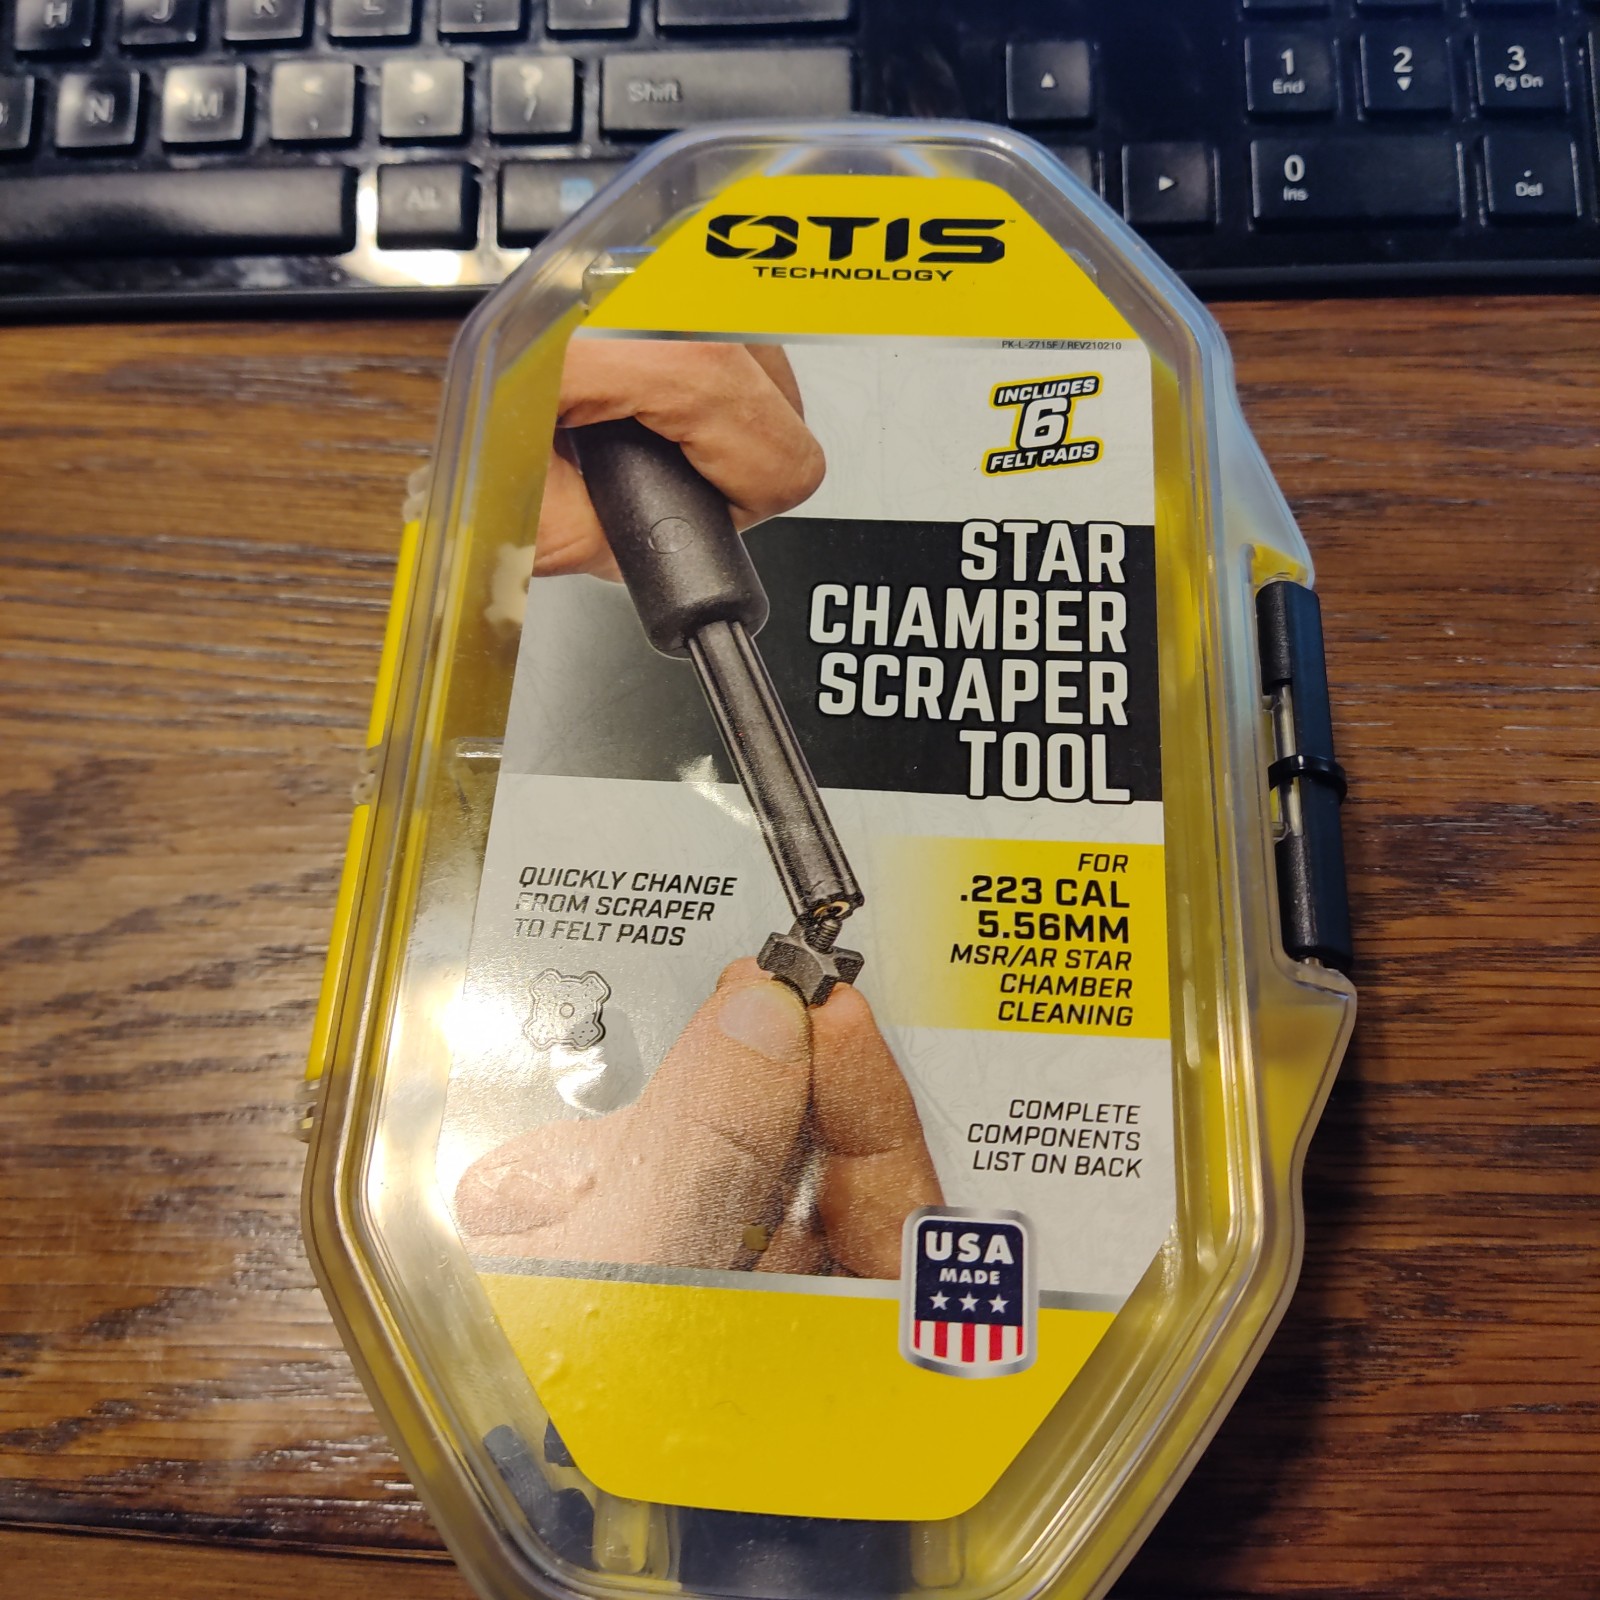 H J K L ;
N M < > ? /
Shift
1 End
2
3 Pg Dn
Alt
0 Ins
. Del
OTIS™
TECHNOLOGY
PK-L-2715F / REV210210
INCLUDES
6
FELT PADS
STAR
CHAMBER
SCRAPER
TOOL
QUICKLY CHANGE
FROM SCRAPER
TO FELT PADS
FOR
.223 CAL
5.56MM
MSR/AR STAR
CHAMBER
CLEANING
COMPLETE
COMPONENTS
LIST ON BACK
USA
MADE